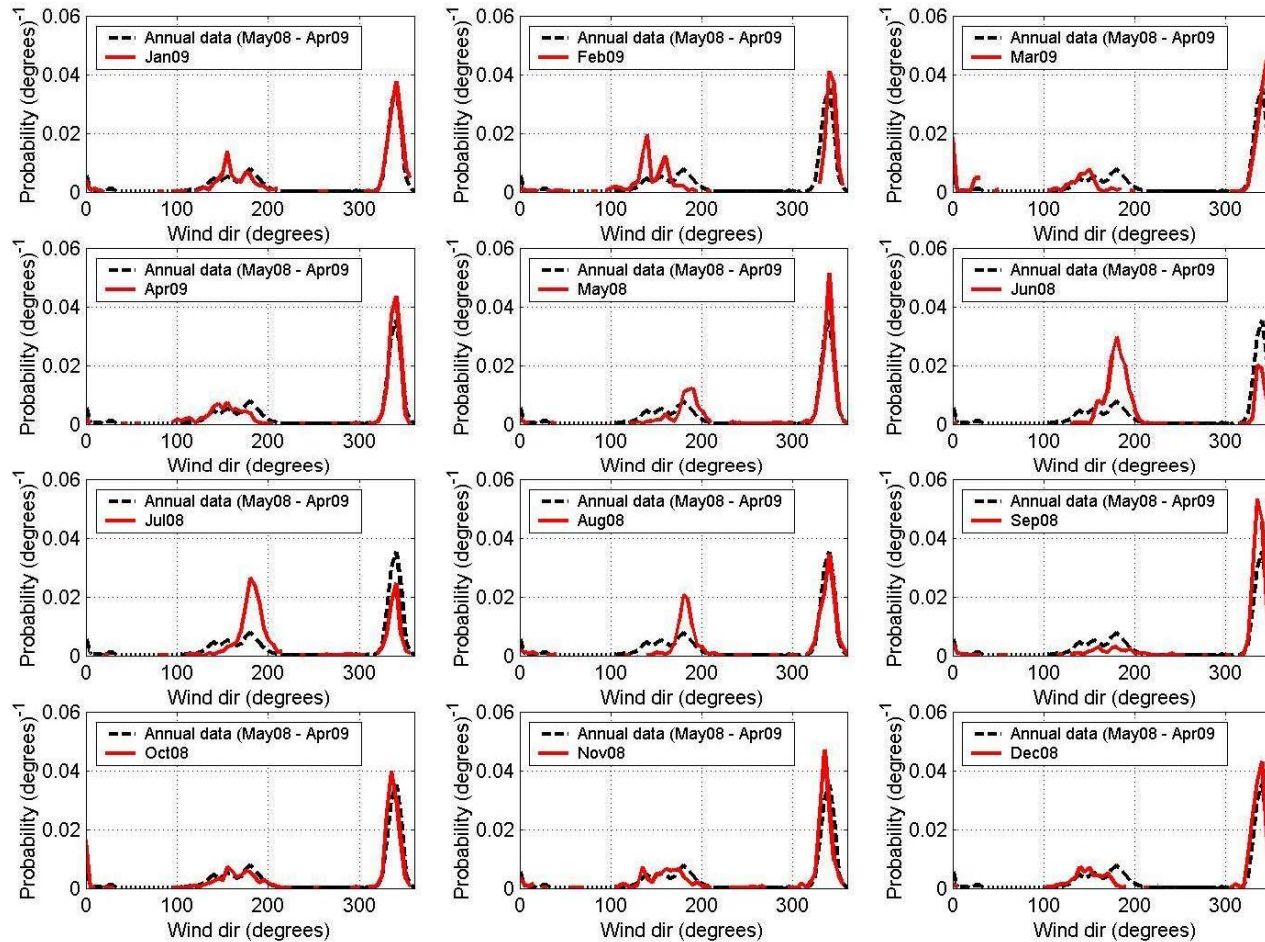 0.06
0.04
0.02
0
Probability (degrees)-1
Annual data (May08 - Apr09
Jan09
0 100 200 300
Wind dir (degrees)
0.06
0.04
0.02
0
Probability (degrees)-1
Annual data (May08 - Apr09
Feb09
0 100 200 300
Wind dir (degrees)
0.06
0.04
0.02
0
Probability (degrees)-1
Annual data (May08 - Apr09
Mar09
0 100 200 300
Wind dir (degrees)
0.06
0.04
0.02
0
Probability (degrees)-1
Annual data (May08 - Apr09
Apr09
0 100 200 300
Wind dir (degrees)
0.06
0.04
0.02
0
Probability (degrees)-1
Annual data (May08 - Apr09
May08
0 100 200 300
Wind dir (degrees)
0.06
0.04
0.02
0
Probability (degrees)-1
Annual data (May08 - Apr09
Jun08
0 100 200 300
Wind dir (degrees)
0.06
0.04
0.02
0
Probability (degrees)-1
Annual data (May08 - Apr09
Jul08
0 100 200 300
Wind dir (degrees)
0.06
0.04
0.02
0
Probability (degrees)-1
Annual data (May08 - Apr09
Aug08
0 100 200 300
Wind dir (degrees)
0.06
0.04
0.02
0
Probability (degrees)-1
Annual data (May08 - Apr09
Sep08
0 100 200 300
Wind dir (degrees)
0.06
0.04
0.02
0
Probability (degrees)-1
Annual data (May08 - Apr09
Oct08
0 100 200 300
Wind dir (degrees)
0.06
0.04
0.02
0
Probability (degrees)-1
Annual data (May08 - Apr09
Nov08
0 100 200 300
Wind dir (degrees)
0.06
0.04
0.02
0
Probability (degrees)-1
Annual data (May08 - Apr09
Dec08
0 100 200 300
Wind dir (degrees)